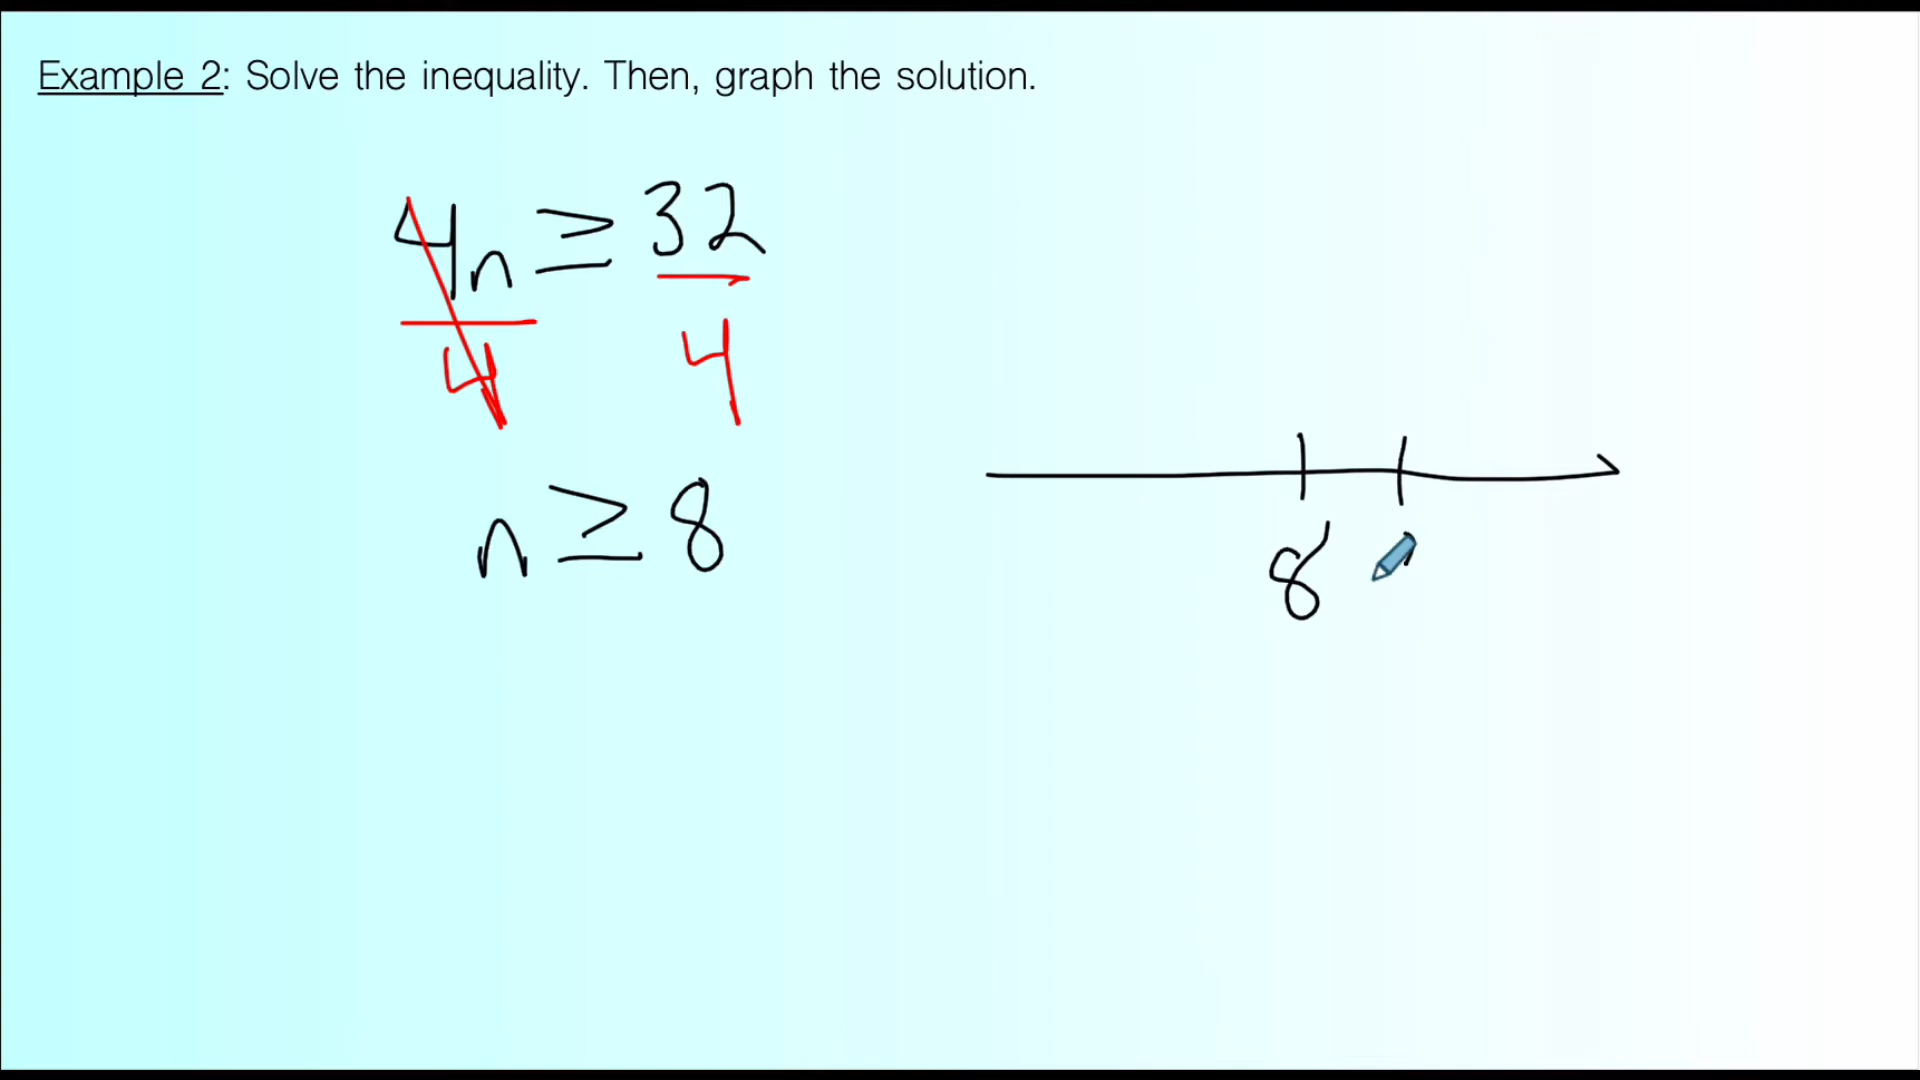 Example 2: Solve the inequality. Then, graph the solution.
4n ≥ 32
4 4
n ≥ 8
8